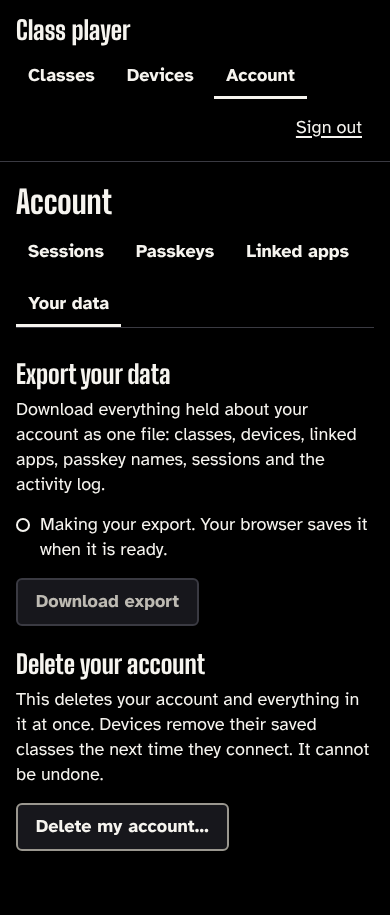 Class player
Classes Devices Account
Sign out
Account
Sessions Passkeys Linked apps
Your data
Export your data
Download everything held about your
account as one file: classes, devices, linked
apps, passkey names, sessions and the
activity log.
Making your export. Your browser saves it
when it is ready.
Download export
Delete your account
This deletes your account and everything in
it at once. Devices remove their saved
classes the next time they connect. It cannot
be undone.
Delete my account...